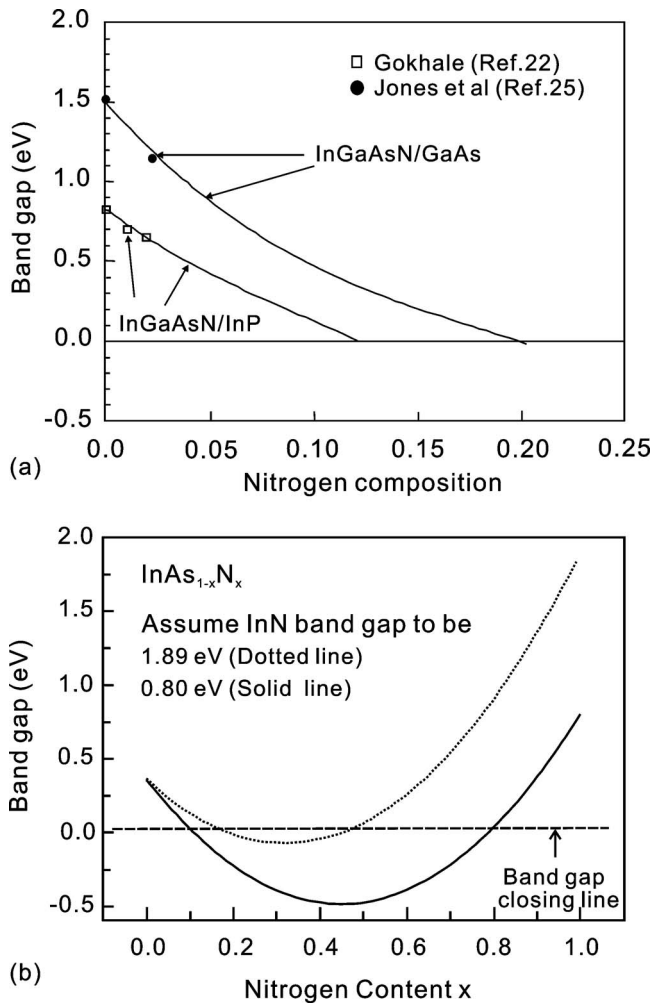 2.0
Gokhale (Ref.22)
Jones et al (Ref.25)
1.5
InGaAsN/GaAs
1.0
0.5
InGaAsN/InP
0.0
-0.5
0.0 0.05 0.10 0.15 0.20 0.25
Band gap (eV)
(a)
Nitrogen composition
2.0
InAs₁₋ₓNₓ
1.5
Assume InN band gap to be
1.89 eV (Dotted line)
0.80 eV (Solid line)
1.0
0.5
0.0
Band gap
closing line
-0.5
0.0 0.2 0.4 0.6 0.8 1.0
Band gap (eV)
(b)
Nitrogen Content x